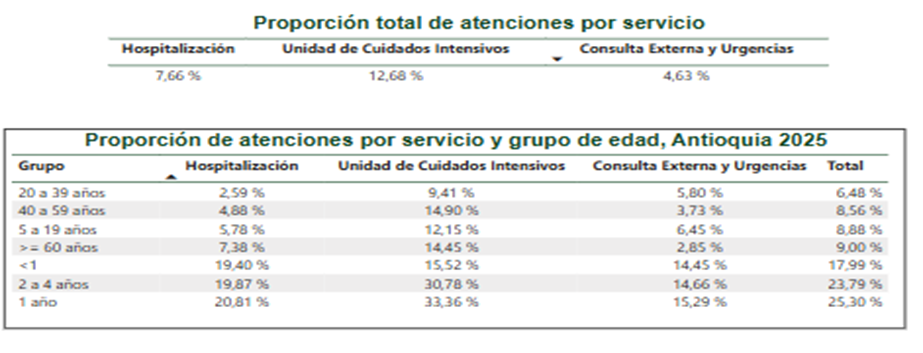 Proporción total de atenciones por servicio
Hospitalización Unidad de Cuidados Intensivos Consulta Externa y Urgencias
7,66 % 12,68 % 4,63 %
Proporción de atenciones por servicio y grupo de edad, Antioquia 2025
Grupo Hospitalización Unidad de Cuidados Intensivos Consulta Externa y Urgencias Total
20 a 39 años 2,59 % 9,41 % 5,80 % 6,48 %
40 a 59 años 4,88 % 14,90 % 3,73 % 8,56 %
5 a 19 años 5,78 % 12,15 % 6,45 % 8,88 %
>= 60 años 7,38 % 14,45 % 2,85 % 9,00 %
<1 19,40 % 15,52 % 14,45 % 17,99 %
2 a 4 años 19,87 % 30,78 % 14,66 % 23,79 %
1 año 20,81 % 33,36 % 15,29 % 25,30 %